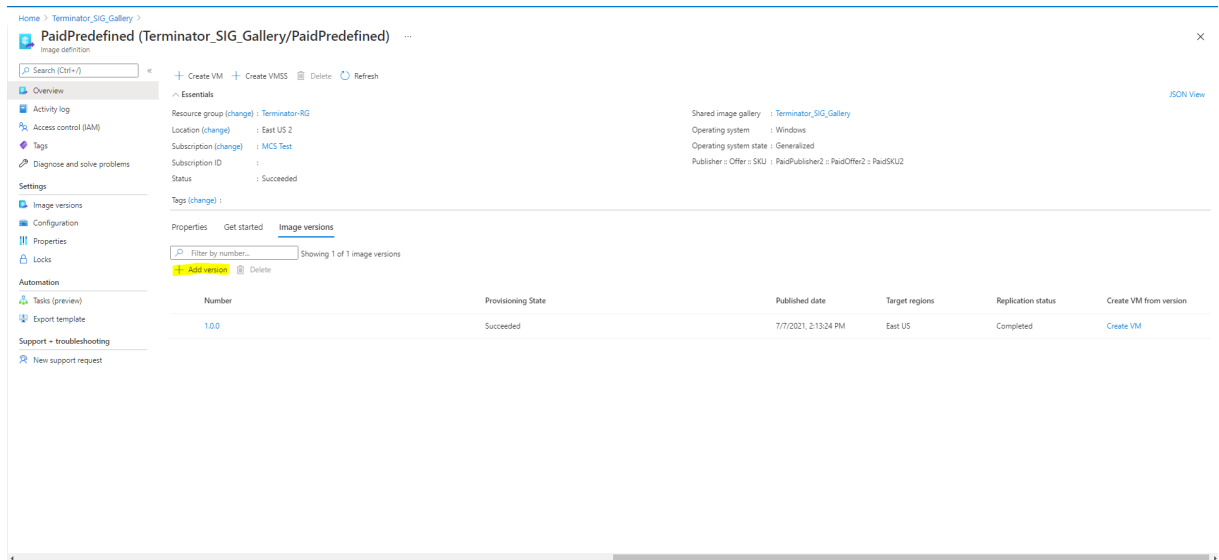 Home > Terminator_SIG_Gallery >
PaidPredefined (Terminator_SIG_Gallery/PaidPredefined) ...
Image definition
Search (Ctrl+/)
Overview
Activity log
Access control (IAM)
Tags
Diagnose and solve problems
Settings
Image versions
Configuration
Properties
Locks
Automation
Tasks (preview)
Export template
Support + troubleshooting
New support request
Create VM Create VMSS Delete Refresh
Essentials JSON View
Resource group (change) : Terminator-RG
Location (change) : East US 2
Subscription (change) : MCS Test
Subscription ID :
Status : Succeeded
Shared image gallery : Terminator_SIG_Gallery
Operating system : Windows
Operating system state : Generalized
Publisher :: Offer :: SKU : PaidPublisher2 :: PaidOffer2 :: PaidSKU2
Tags (change) :
Properties Get started Image versions
Filter by number... Showing 1 of 1 image versions
+ Add version Delete
Number Provisioning State Published date Target regions Replication status Create VM from version
1.0.0 Succeeded 7/7/2021, 2:13:24 PM East US Completed Create VM